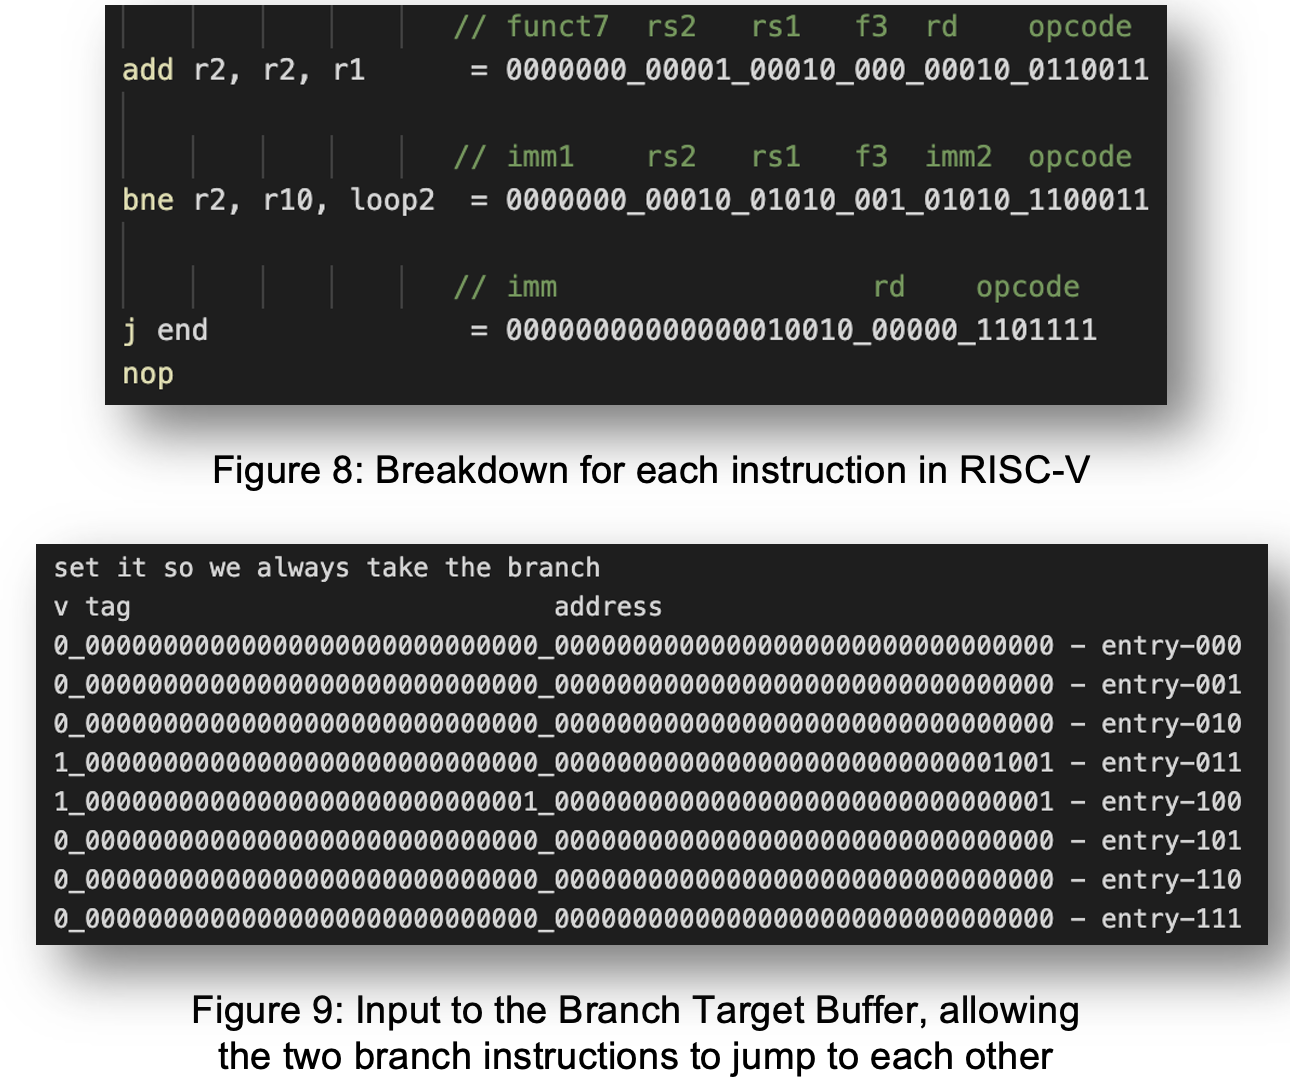 // funct7 rs2 rs1 f3 rd opcode
add r2, r2, r1 = 0000000_00001_00010_000_00010_0110011
// imm1 rs2 rs1 f3 imm2 opcode
bne r2, r10, loop2 = 0000000_00010_01010_001_01010_1100011
// imm rd opcode
j end = 00000000000000010010_00000_1101111
nop
Figure 8: Breakdown for each instruction in RISC-V
set it so we always take the branch
v tag address
0_00000000000000000000000000000_00000000000000000000000000000000 - entry-000
0_00000000000000000000000000000_00000000000000000000000000000000 - entry-001
0_00000000000000000000000000000_00000000000000000000000000000000 - entry-010
1_00000000000000000000000000000_00000000000000000000000000001001 - entry-011
1_00000000000000000000000000001_00000000000000000000000000000001 - entry-100
0_00000000000000000000000000000_00000000000000000000000000000000 - entry-101
0_00000000000000000000000000000_00000000000000000000000000000000 - entry-110
0_00000000000000000000000000000_00000000000000000000000000000000 - entry-111
Figure 9: Input to the Branch Target Buffer, allowing
the two branch instructions to jump to each other